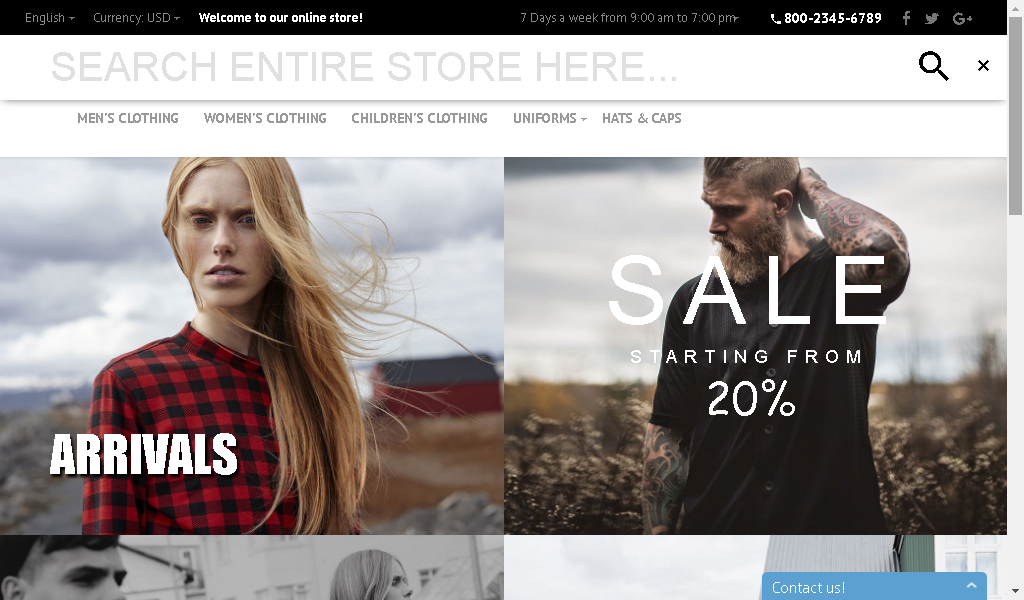 English
Currency: USD
Welcome to our online store!
7 Days a week from 9:00 am to 7:00 pm
800-2345-6789
SEARCH ENTIRE STORE HERE...
MEN'S CLOTHING
WOMEN'S CLOTHING
CHILDREN'S CLOTHING
UNIFORMS
HATS & CAPS
ARRIVALS
SALE
STARTING FROM
20%
Contact us!